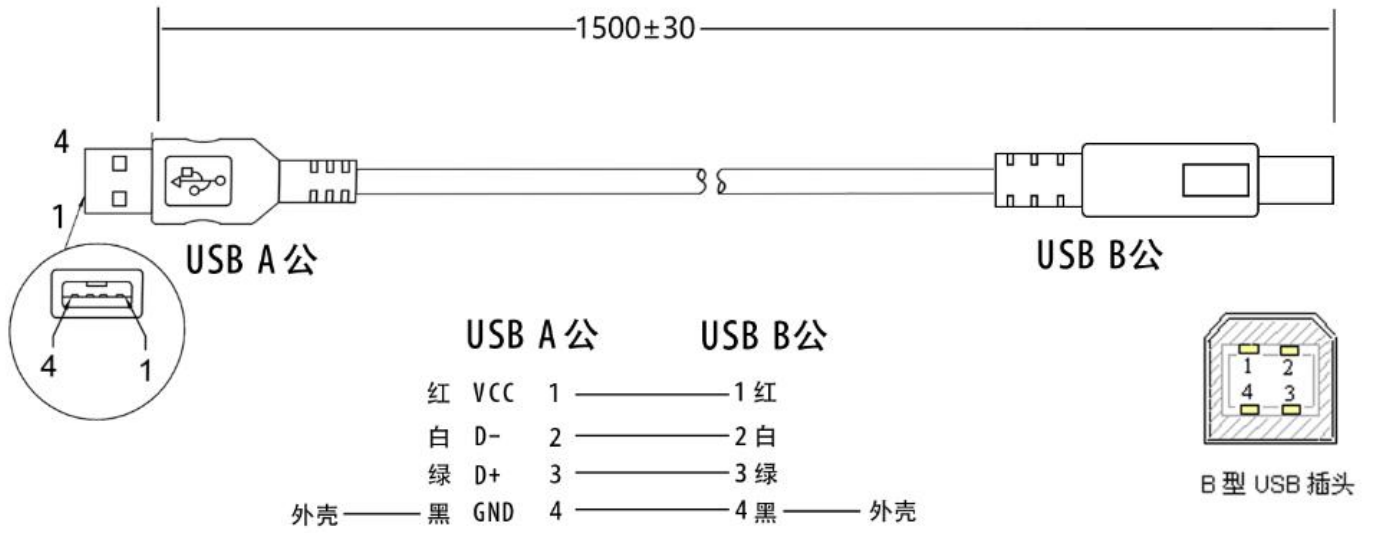 1500±30
4
1
USB A公
USB B公
4
1
USB A公 USB B公
红 VCC 1 1 红
白 D- 2 2 白
绿 D+ 3 3 绿
外壳 黑 GND 4 4 黑 外壳
1 2
4 3
B型 USB 插头